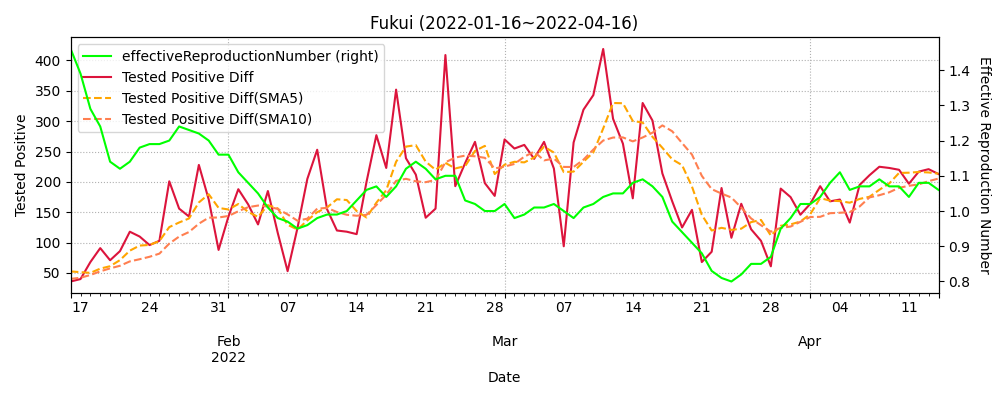 Fukui (2022-01-16~2022-04-16)
effectiveReproductionNumber (right)
Tested Positive Diff
Tested Positive Diff(SMA5)
Tested Positive Diff(SMA10)
Tested Positive
400
350
300
250
200
150
100
50
Effective Reproduction Number
1.4
1.3
1.2
1.1
1.0
0.9
0.8
17 24 31 07 14 21 28 07 14 21 28 04 11
Feb Mar Apr
2022
Date